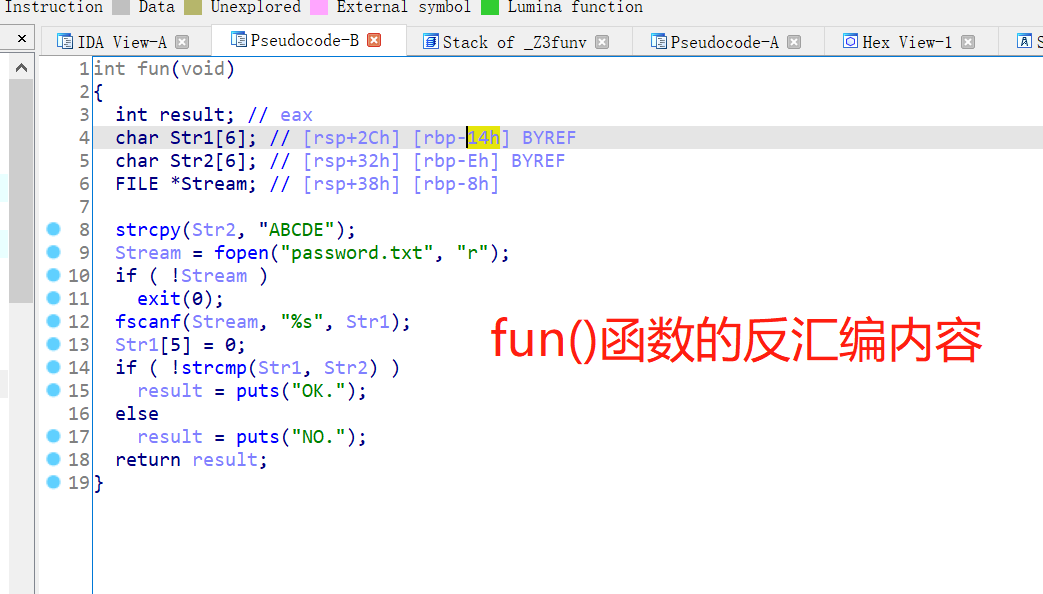 Instruction Data Unexplored External symbol Lumina function
× IDA View-A Pseudocode-B Stack of _Z3funv Pseudocode-A Hex View-1 S
1 int fun(void)
2 {
3 int result; // eax
4 char Str1[6]; // [rsp+2Ch] [rbp-14h] BYREF
5 char Str2[6]; // [rsp+32h] [rbp-Eh] BYREF
6 FILE *Stream; // [rsp+38h] [rbp-8h]
7
8 strcpy(Str2, "ABCDE");
9 Stream = fopen("password.txt", "r");
10 if ( !Stream )
11 exit(0);
12 fscanf(Stream, "%s", Str1);
13 Str1[5] = 0;
14 if ( !strcmp(Str1, Str2) )
15 result = puts("OK.");
16 else
17 result = puts("NO.");
18 return result;
19 }
fun()函数的反汇编内容